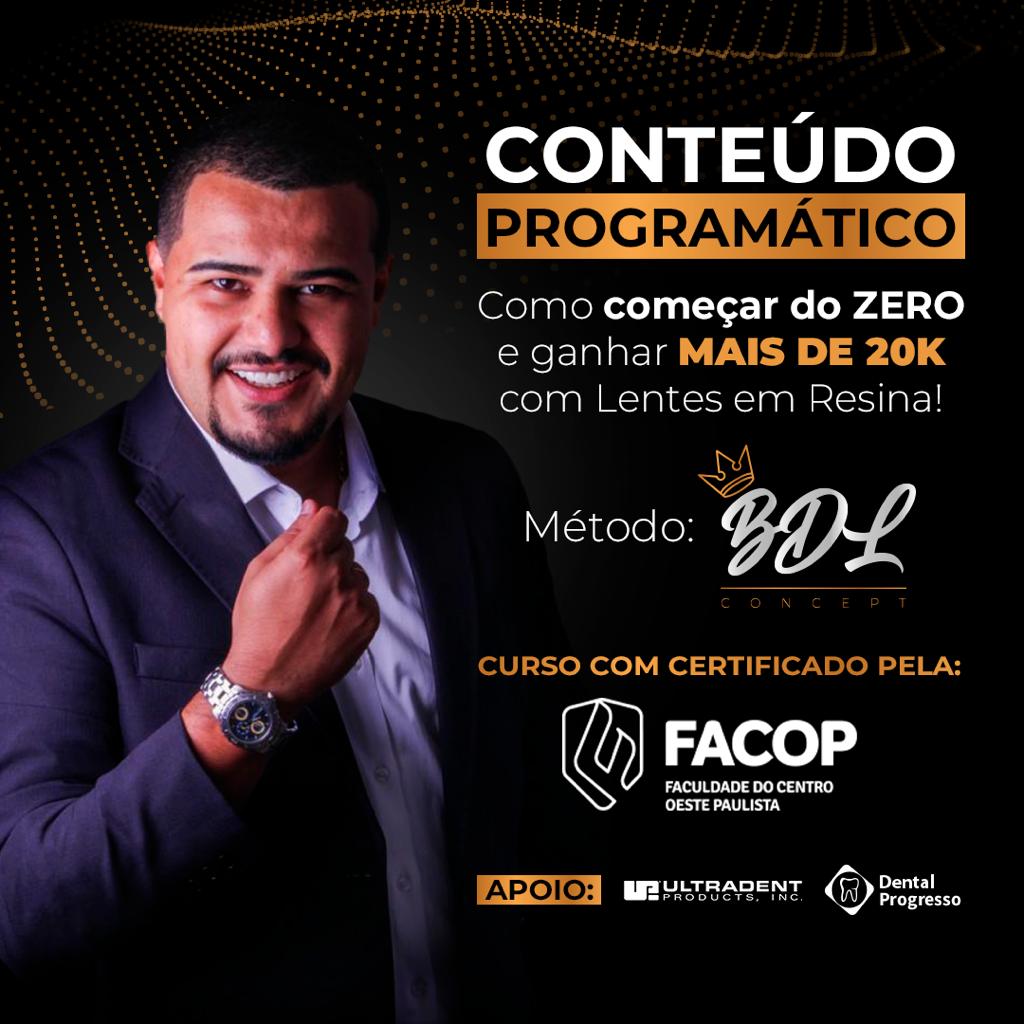 CONTEÚDO
PROGRAMÁTICO
Como começar do ZERO
e ganhar MAIS DE 20K
com Lentes em Resina!
Método: BDL
CONCEPT
CURSO COM CERTIFICADO PELA:
FACOP
FACULDADE DO CENTRO
OESTE PAULISTA
APOIO:
ULTRADENT
PRODUCTS, INC.
Dental
Progresso